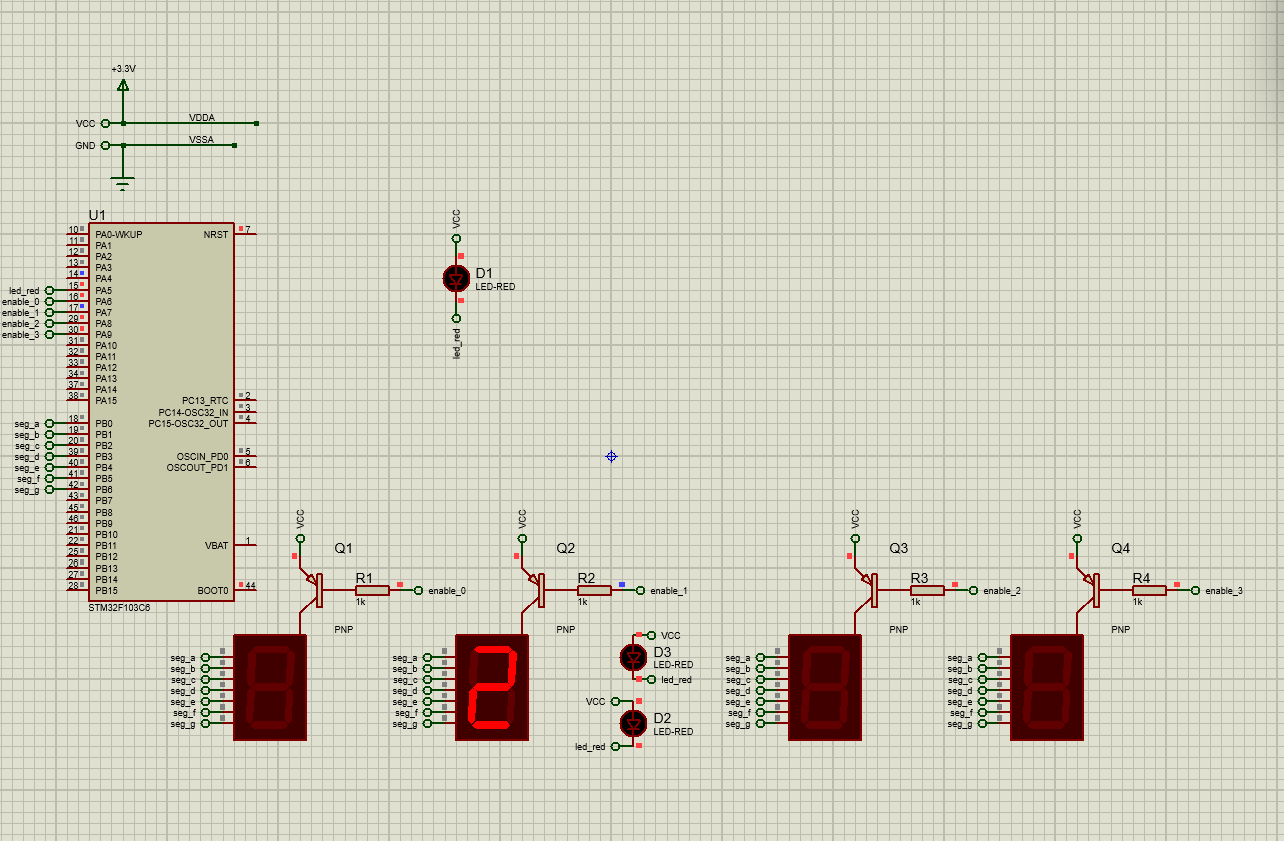 +3.3V
VCC
VDDA
GND
VSSA
U1
10 PA0-WKUP NRST 7
11 PA1
12 PA2
13 PA3
14 PA4
led_red 15 PA5
enable_0 16 PA6
enable_1 17 PA7
enable_2 29 PA8
enable_3 30 PA9
31 PA10
32 PA11
33 PA12
34 PA13
37 PA14
38 PA15
PC13_RTC 2
PC14-OSC32_IN 3
PC15-OSC32_OUT 4
seg_a 18 PB0
seg_b 19 PB1
seg_c 20 PB2
seg_d 39 PB3 OSCIN_PD0 5
seg_e 40 PB4 OSCOUT_PD1 6
seg_f 41 PB5
seg_g 42 PB6
43 PB7
45 PB8
46 PB9
21 PB10
22 PB11 VBAT 1
25 PB12
26 PB13
27 PB14
28 PB15 BOOT0 44
STM32F103C6
VCC
D1
LED-RED
led_red
VCC
Q1
R1
1k
enable_0
PNP
VCC
Q2
R2
1k
enable_1
PNP
VCC
Q3
R3
1k
enable_2
PNP
VCC
Q4
R4
1k
enable_3
PNP
seg_a
seg_b
seg_c
seg_d
seg_e
seg_f
seg_g
seg_a
seg_b
seg_c
seg_d
seg_e
seg_f
seg_g
2
VCC
D3
LED-RED
led_red
VCC
D2
LED-RED
led_red
seg_a
seg_b
seg_c
seg_d
seg_e
seg_f
seg_g
seg_a
seg_b
seg_c
seg_d
seg_e
seg_f
seg_g